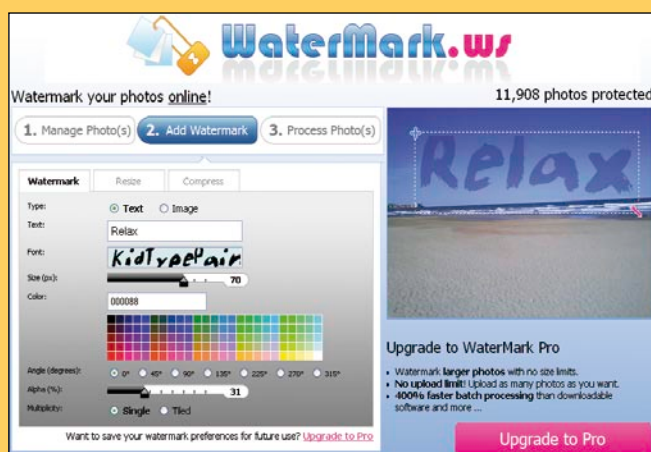 WaterMark.ws
Watermark your photos online!
11,908 photos protected
1. Manage Photo(s)
2. Add Watermark
3. Process Photo(s)
Watermark
Resize
Compress
Type:
Text
Image
Text:
Relax
Font:
KidTypePain
Size (px):
70
Color:
000088
Angle (degrees):
0°
45°
90°
135°
225°
270°
315°
Alpha (%):
31
Multiplicity:
Single
Tiled
Want to save your watermark preferences for future use? Upgrade to Pro
Relax
Upgrade to WaterMark Pro
• Watermark larger photos with no size limits.
• No upload limit! Upload as many photos as you want.
• 400% faster batch processing than downloadable
software and more ...
Upgrade to Pro